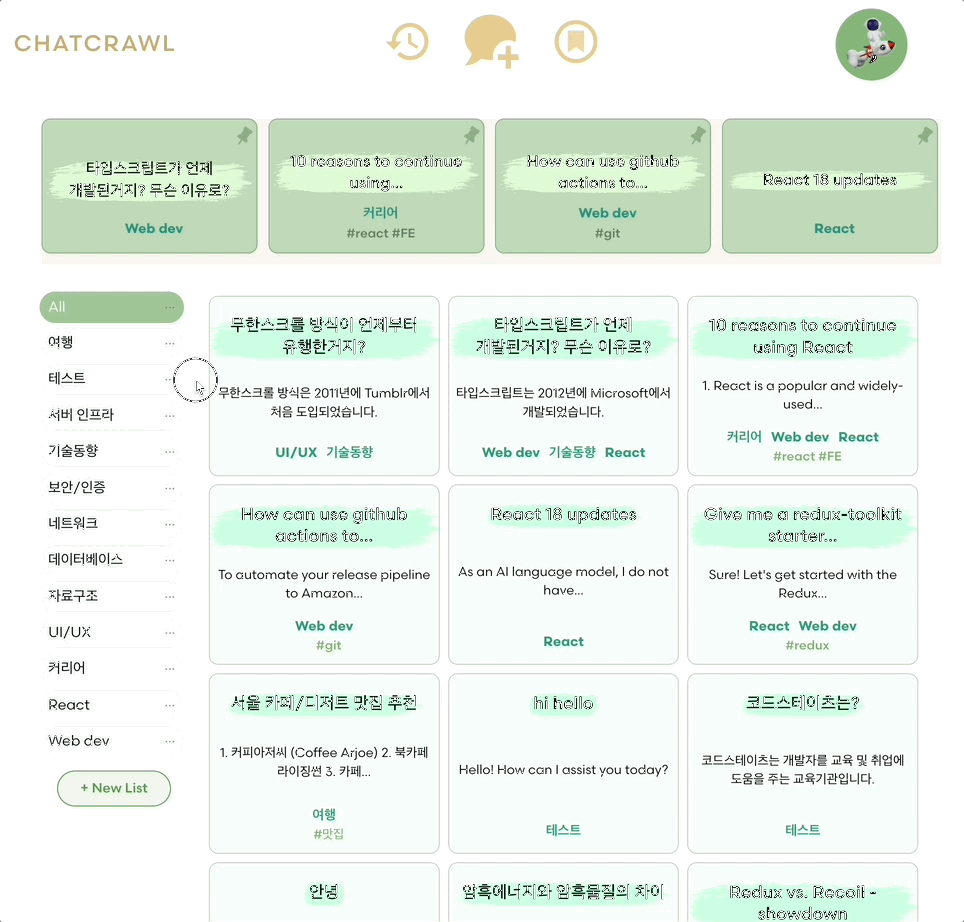 CHATCRAWL
타입스크립트가 언제
개발된거지? 무슨 이유로?
Web dev
10 reasons to continue
using...
커리어
#react #FE
How can use github
actions to...
Web dev
#git
React 18 updates
React
All
여행
테스트
서버 인프라
기술동향
보안/인증
네트워크
데이터베이스
자료구조
UI/UX
커리어
React
Web dev
+ New List
무한스크롤 방식이 언제부터
유행한거지?
무한스크롤 방식은 2011년에 Tumblr에서
처음 도입되었습니다.
UI/UX 기술동향
타입스크립트가 언제
개발된거지? 무슨 이유로?
타입스크립트는 2012년에 Microsoft에서
개발되었습니다.
Web dev 기술동향 React
10 reasons to continue
using React
1. React is a popular and widely-
used...
커리어 Web dev React
#react #FE
How can use github
actions to...
To automate your release pipeline
to Amazon...
Web dev
#git
React 18 updates
As an AI language model, I do not
have...
React
Give me a redux-toolkit
starter...
Sure! Let's get started with the
Redux...
React Web dev
#redux
서울 카페/디저트 맛집 추천
1. 커피아저씨 (Coffee Arjoe) 2. 북카페
라이징썬 3. 카페...
여행
#맛집
hi hello
Hello! How can I assist you today?
테스트
코드스테이츠는?
코드스테이츠는 개발자를 교육 및 취업에
도움을 주는 교육기관입니다.
테스트
안녕
암흑에너지와 암흑물질의 차이
Redux vs. Recoil -
showdown